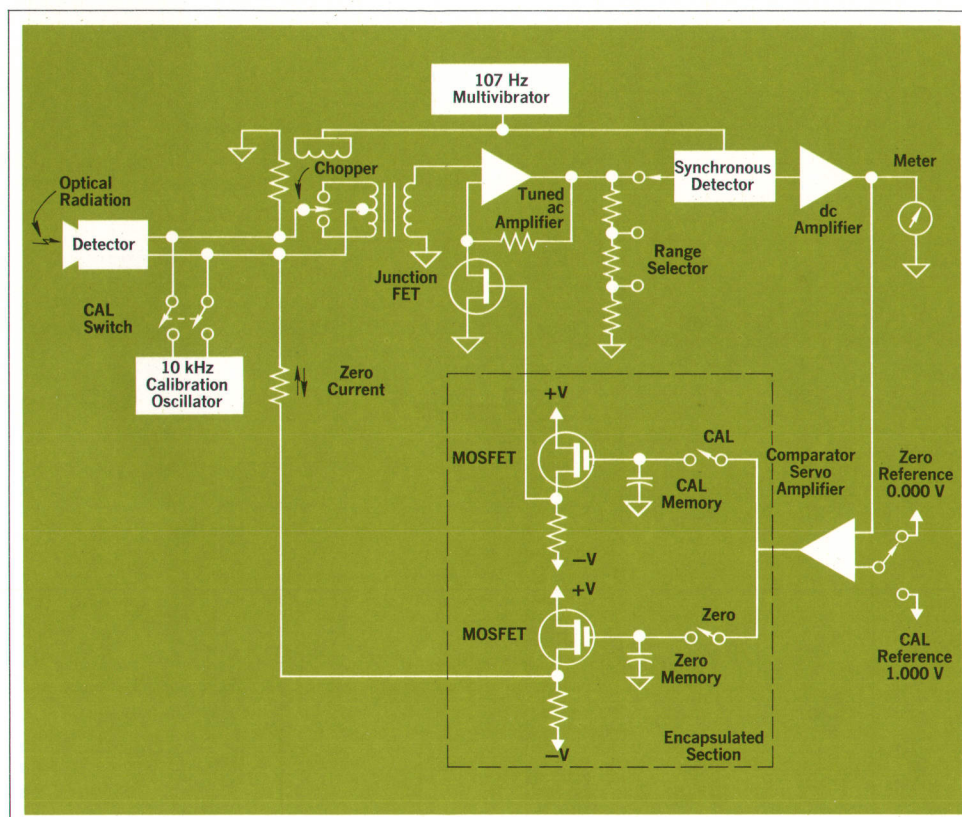 107 Hz
Multivibrator
Optical
Radiation
Chopper
Detector
Tuned
ac
Amplifier
Synchronous
Detector
dc
Amplifier
Meter
Range
Selector
Junction
FET
CAL
Switch
10 kHz
Calibration
Oscillator
Zero
Current
+V
MOSFET
CAL
CAL
Memory
−V
Comparator
Servo
Amplifier
Zero
Reference
0.000 V
+V
MOSFET
Zero
Zero
Memory
−V
CAL
Reference
1.000 V
Encapsulated
Section